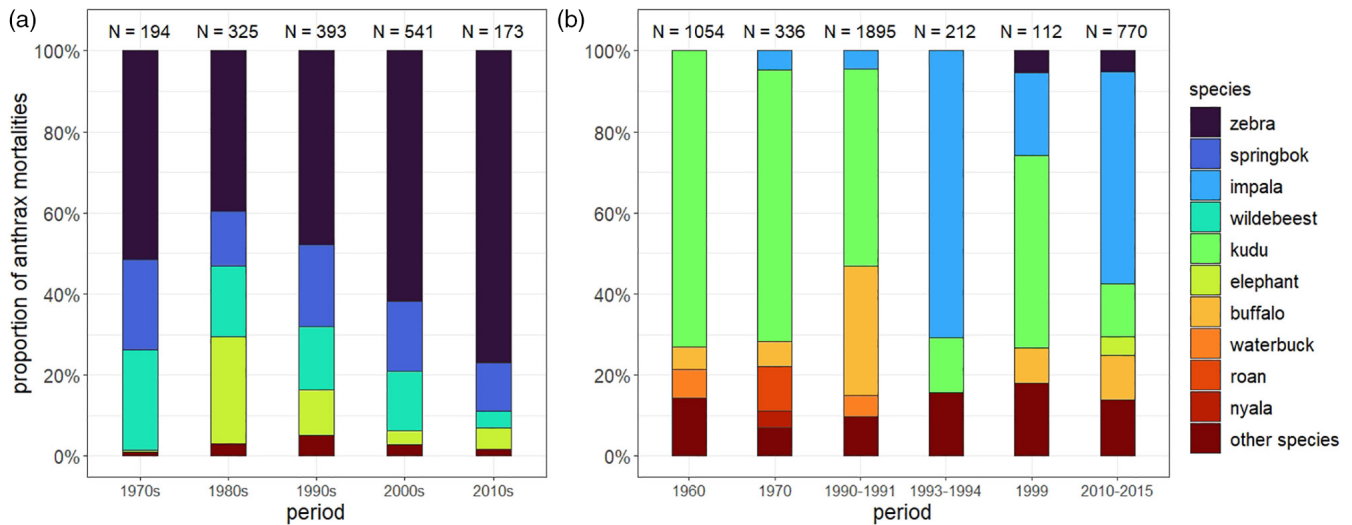 (a)
N = 194 N = 325 N = 393 N = 541 N = 173
100%
80%
60%
40%
20%
0%
proportion of anthrax mortalities
1970s 1980s 1990s 2000s 2010s
period
(b)
N = 1054 N = 336 N = 1895 N = 212 N = 112 N = 770
100%
80%
60%
40%
20%
0%
1960 1970 1990-1991 1993-1994 1999 2010-2015
period
species
zebra
springbok
impala
wildebeest
kudu
elephant
buffalo
waterbuck
roan
nyala
other species